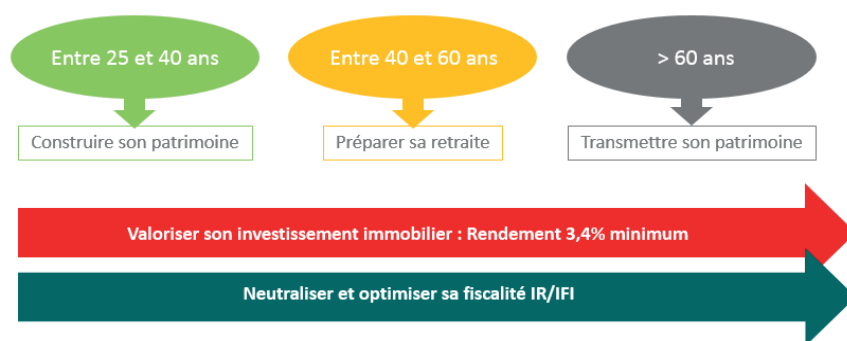 Entre 25 et 40 ans
Entre 40 et 60 ans
> 60 ans
Construire son patrimoine
Préparer sa retraite
Transmettre son patrimoine
Valoriser son investissement immobilier : Rendement 3,4% minimum
Neutraliser et optimiser sa fiscalité IR/IFI